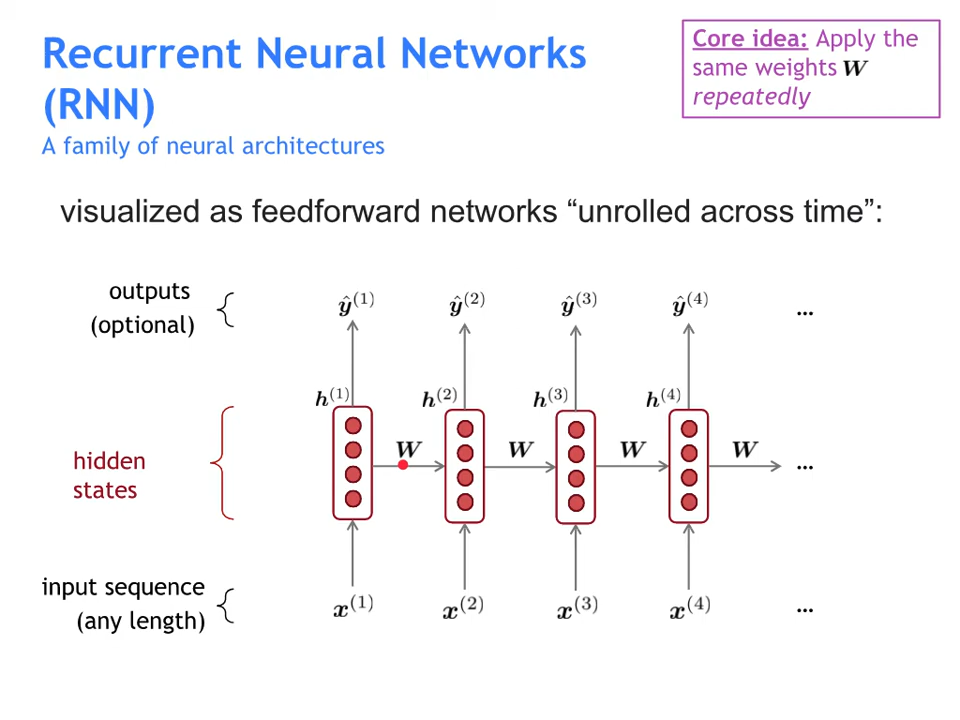 Recurrent Neural Networks
(RNN)
A family of neural architectures
Core idea: Apply the
same weights W
repeatedly
visualized as feedforward networks “unrolled across time”:
outputs
(optional)
ŷ(1) ŷ(2) ŷ(3) ŷ(4) ...
h(1) h(2) h(3) h(4)
W W W W
hidden
states
...
input sequence
(any length)
x(1) x(2) x(3) x(4) ...